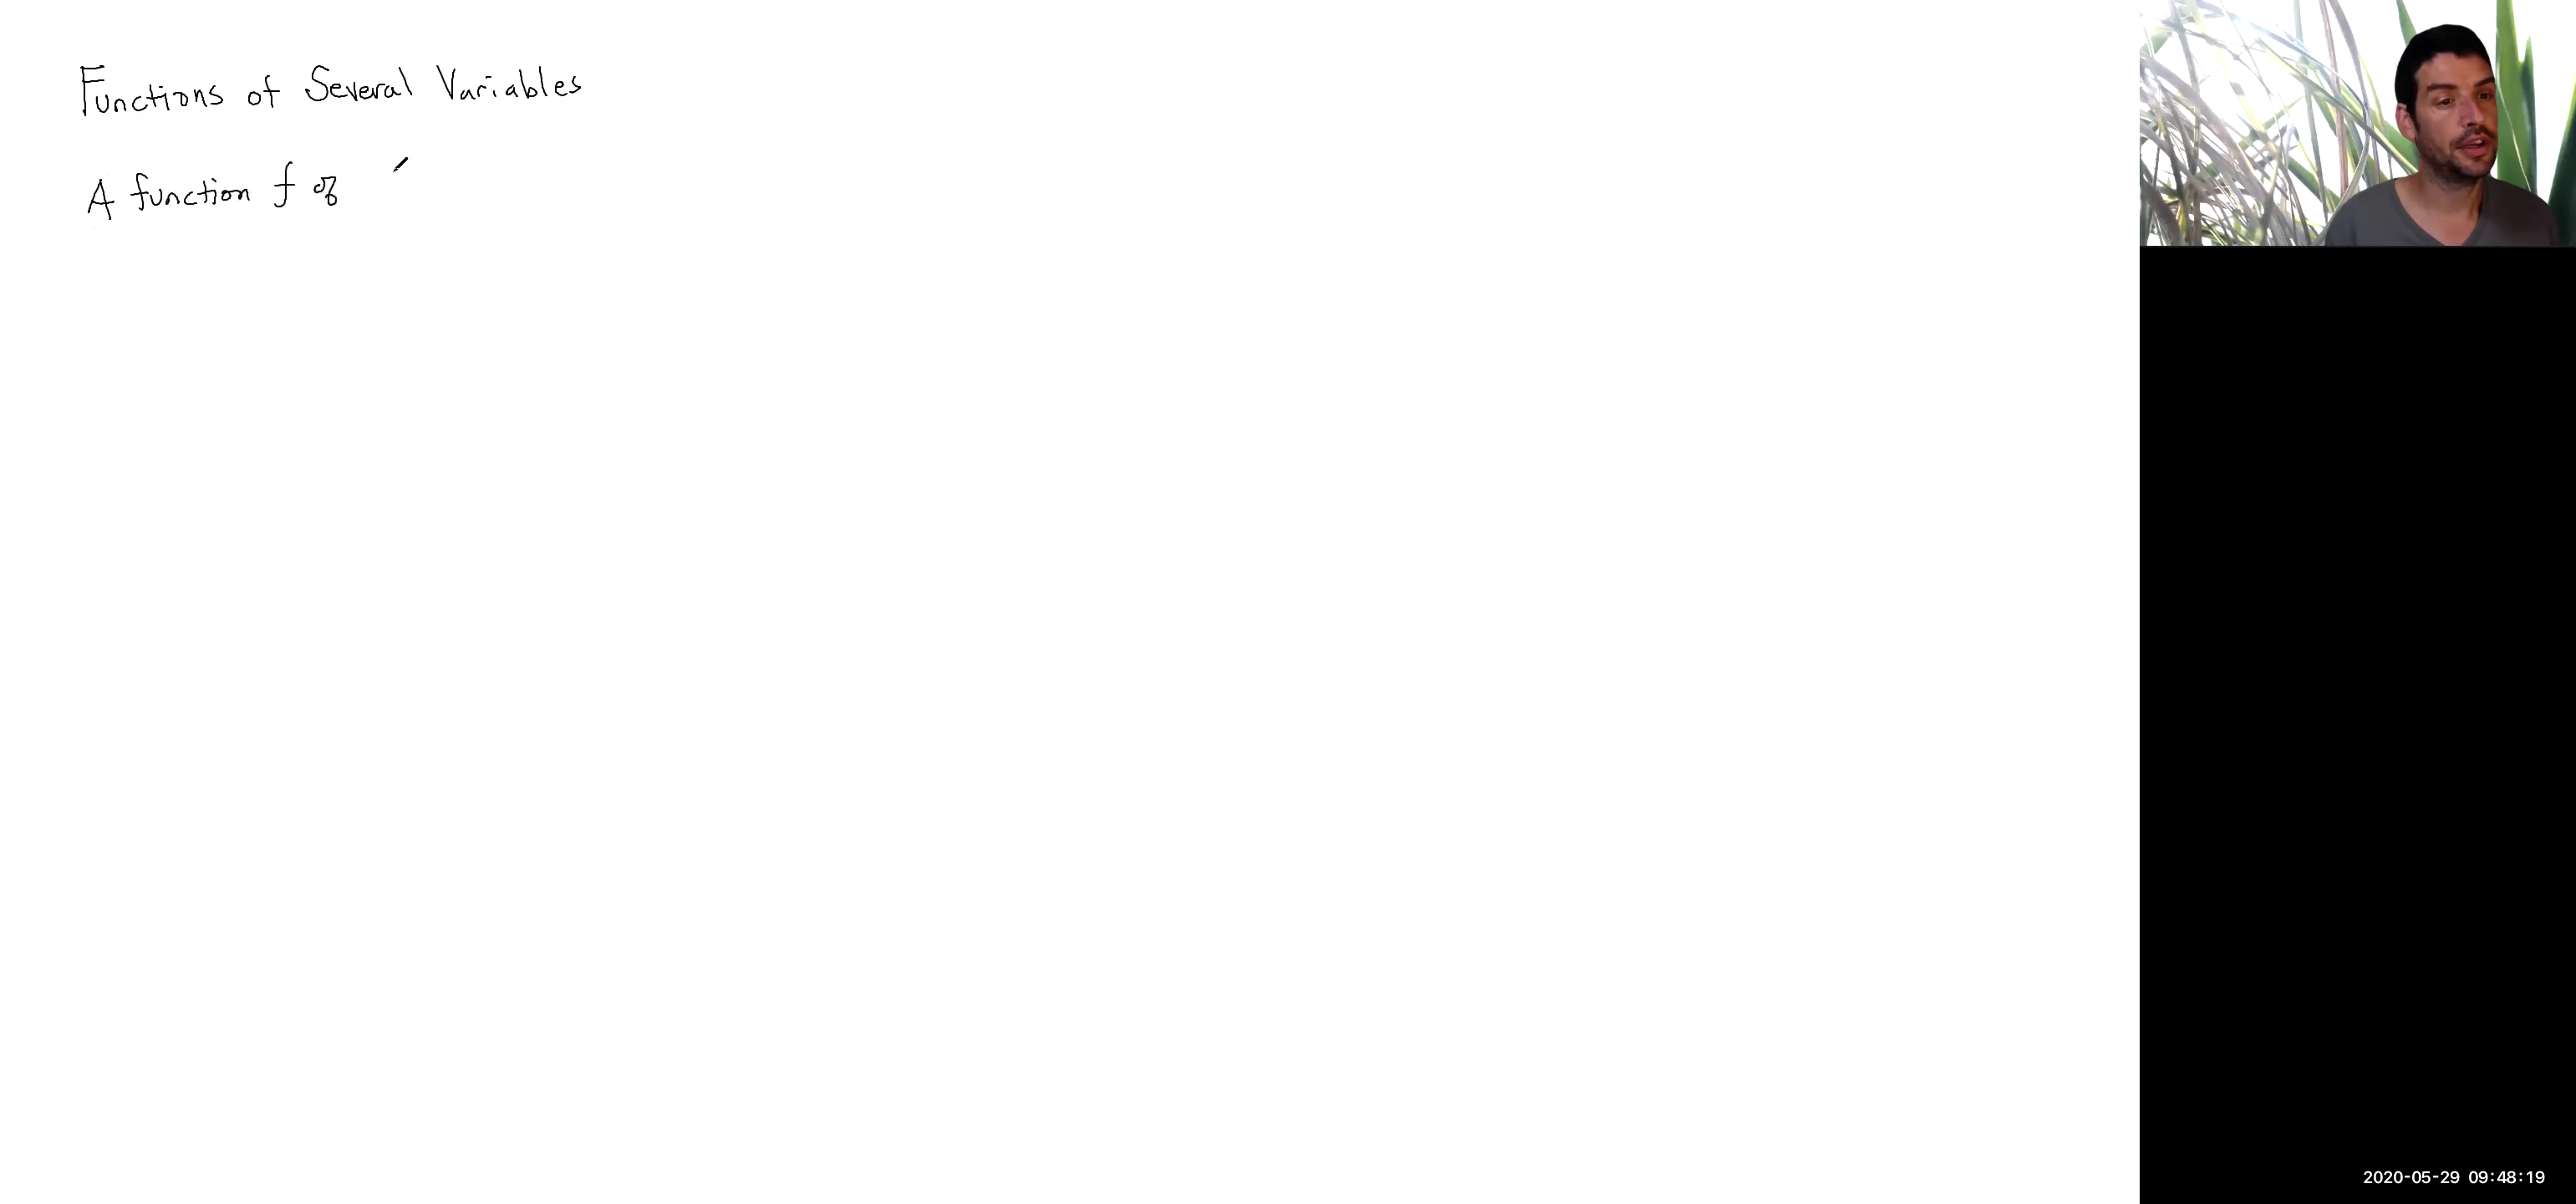 Functions of Several Variables
A function f of
2020-05-29 09:48:19